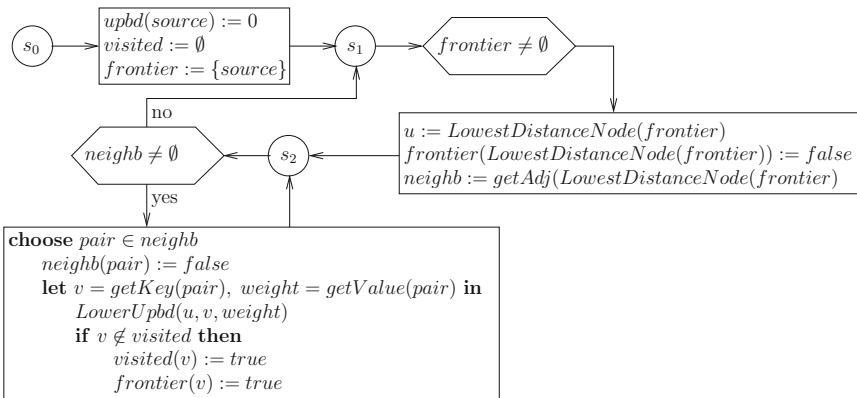 s0
upbd(source) := 0
visited := ∅
frontier := {source}
s1
frontier ≠ ∅
u := LowestDistanceNode(frontier)
frontier(LowestDistanceNode(frontier)) := false
neighb := getAdj(LowestDistanceNode(frontier)
s2
no
neighb ≠ ∅
yes
choose pair ∈ neighb
neighb(pair) := false
let v = getKey(pair), weight = getValue(pair) in
LowerUpbd(u, v, weight)
if v ∉ visited then
visited(v) := true
frontier(v) := true